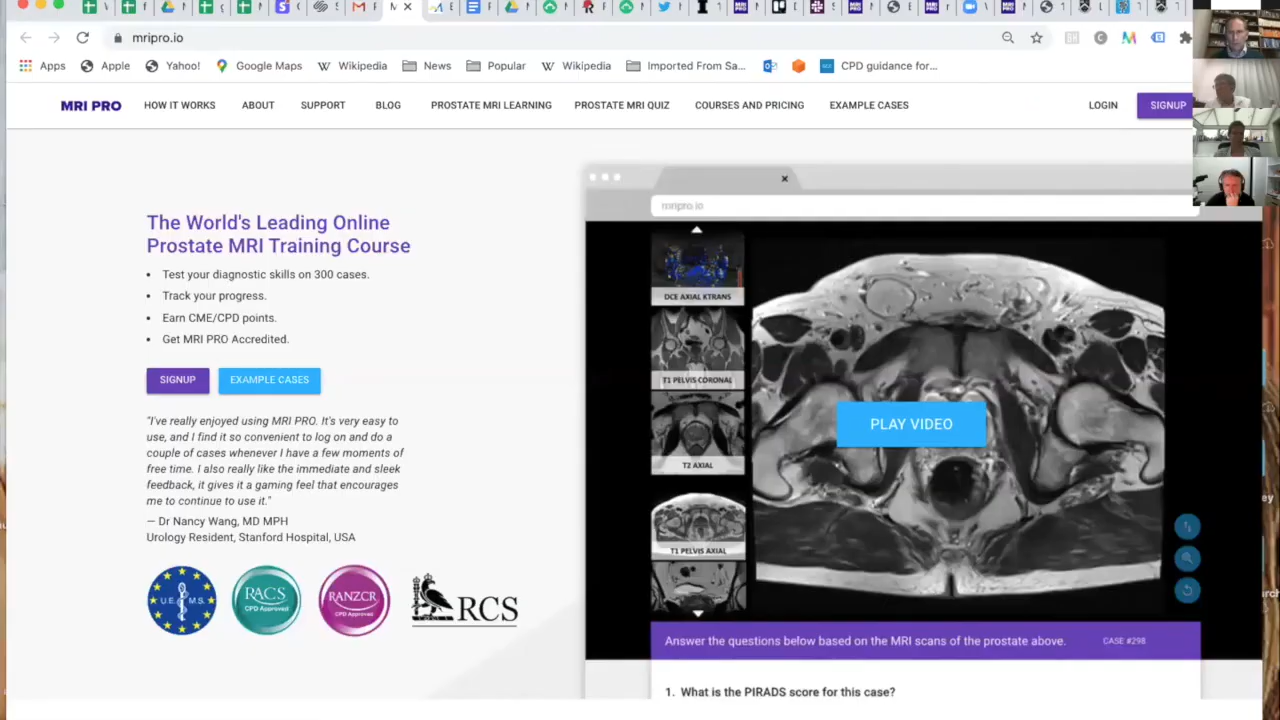 mripro.io
Apps Apple Yahoo! Google Maps Wikipedia News Popular Wikipedia Imported From Sa... CPD guidance for...
MRI PRO HOW IT WORKS ABOUT SUPPORT BLOG PROSTATE MRI LEARNING PROSTATE MRI QUIZ COURSES AND PRICING EXAMPLE CASES LOGIN SIGNUP
mripro.io
The World's Leading Online
Prostate MRI Training Course
• Test your diagnostic skills on 300 cases.
• Track your progress.
• Earn CME/CPD points.
• Get MRI PRO Accredited.
SIGNUP EXAMPLE CASES
"I've really enjoyed using MRI PRO. It's very easy to
use, and I find it so convenient to log on and do a
couple of cases whenever I have a few moments of
free time. I also really like the immediate and sleek
feedback, it gives it a gaming feel that encourages
me to continue to use it."
— Dr Nancy Wang, MD MPH
Urology Resident, Stanford Hospital, USA
U.E.M.S.
RACS
CPD Approved
RANZCR
CPD Approved
RCS
DCE AXIAL KTRANS
T1 PELVIS CORONAL
T2 AXIAL
T1 PELVIS AXIAL
PLAY VIDEO
Answer the questions below based on the MRI scans of the prostate above. CASE #298
1. What is the PIRADS score for this case?